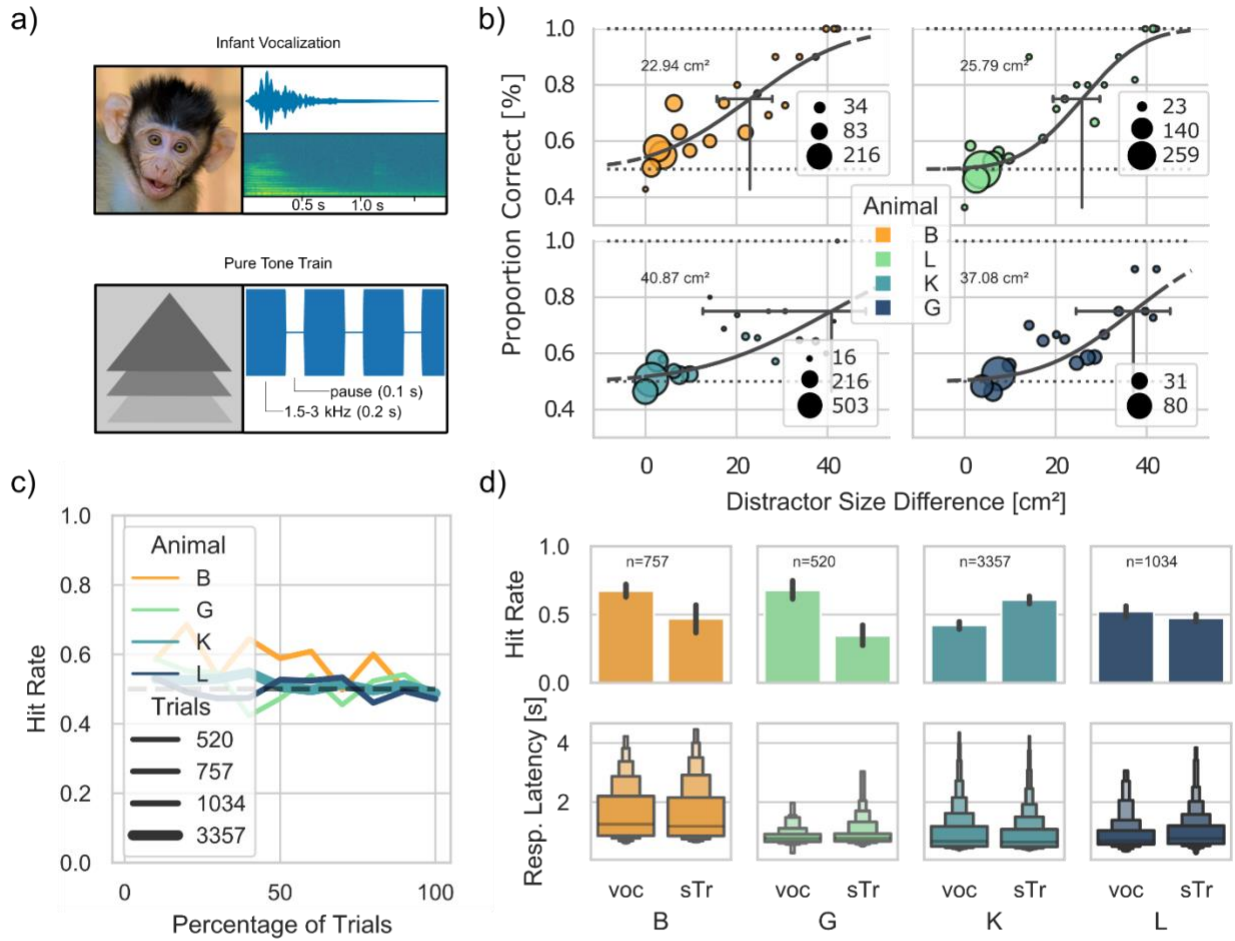 a)
Infant Vocalization
0.5 s 1.0 s
Pure Tone Train
pause (0.1 s)
1.5-3 kHz (0.2 s)
b)
Proportion Correct [%]
1.0
0.8
0.6
0.4
22.94 cm²
34
83
216
25.79 cm²
23
140
259
Animal
B
L
K
G
1.0
0.8
0.6
0.4
40.87 cm²
16
216
503
37.08 cm²
31
80
0 20 40
0 20 40
Distractor Size Difference [cm²]
c)
Hit Rate
1.0
0.8
0.6
0.4
0.2
0.0
Animal
B
G
K
L
Trials
520
757
1034
3357
0 50 100
Percentage of Trials
d)
Hit Rate
1.0
0.5
0.0
n=757
n=520
n=3357
n=1034
Resp. Latency [s]
4
2
voc sTr
B
voc sTr
G
voc sTr
K
voc sTr
L